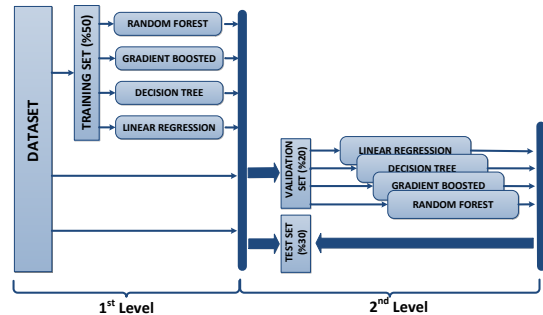 DATASET
TRAINING SET (%50)
RANDOM FOREST
GRADIENT BOOSTED
DECISION TREE
LINEAR REGRESSION
VALIDATION
SET (%20)
LINEAR REGRESSION
DECISION TREE
GRADIENT BOOSTED
RANDOM FOREST
TEST SET
(%30)
1st Level
2nd Level